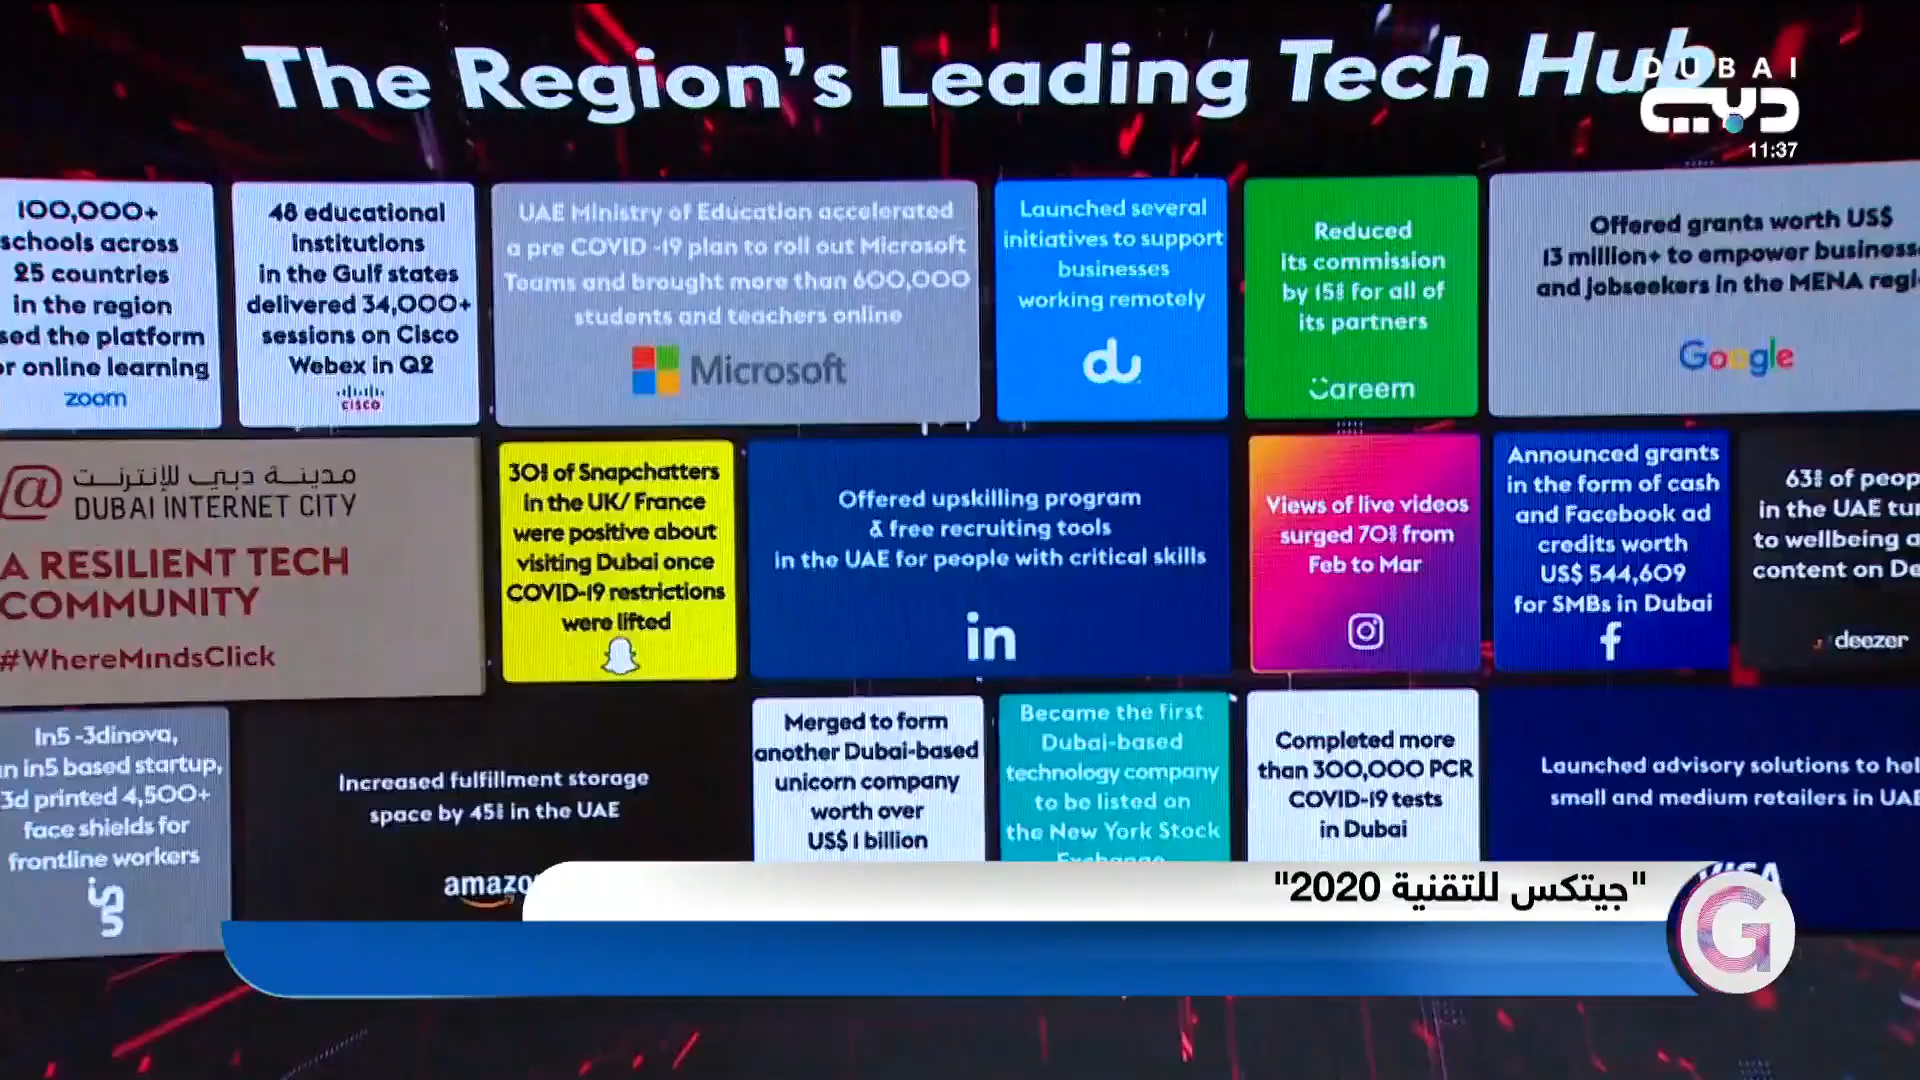 The Region's Leading Tech Hub
DUBAI
دبي
11:37
100,000+
schools across
25 countries
in the region
the platform
online learning
zoom
48 educational
institutions
in the Gulf states
delivered 34,000+
sessions on Cisco
Webex in Q2
CISCO
UAE Ministry of Education accelerated
a pre COVID -19 plan to roll out Microsoft
Teams and brought more than 600,000
students and teachers online
Microsoft
Launched several
initiatives to support
businesses
working remotely
du
Reduced
its commission
by 15% for all of
its partners
Careem
Offered grants worth US$
13 million+ to empower
and jobseekers in the MENA
Google
مدينة دبي للإنترنت
DUBAI INTERNET CITY
A RESILIENT TECH
COMMUNITY
#WhereMindsClick
30% of Snapchatters
in the UK/ France
were positive about
visiting Dubai once
COVID-19 restrictions
were lifted
Offered upskilling program
& free recruiting tools
in the UAE for people with critical skills
in
Views of live videos
surged 70% from
Feb to Mar
Announced grants
in the form of cash
and Facebook ad
credits worth
US$ 544,609
for SMBs in Dubai
f
63% of
in the UAE
to wellbeing
content on
deezer
In5 -3dinova,
in5 based startup,
3d printed 4,500+
face shields for
frontline workers
in5
Increased fulfillment storage
space by 45% in the UAE
amazo
Merged to form
another Dubai-based
unicorn company
worth over
US$ 1 billion
Became the first
Dubai-based
technology company
to be listed on
the New York Stock
Exchange
Completed more
than 300,000 PCR
COVID-19 tests
in Dubai
Launched advisory solutions to
small and medium retailers in UAE
VISA
"جيتكس للتقنية 2020"
G